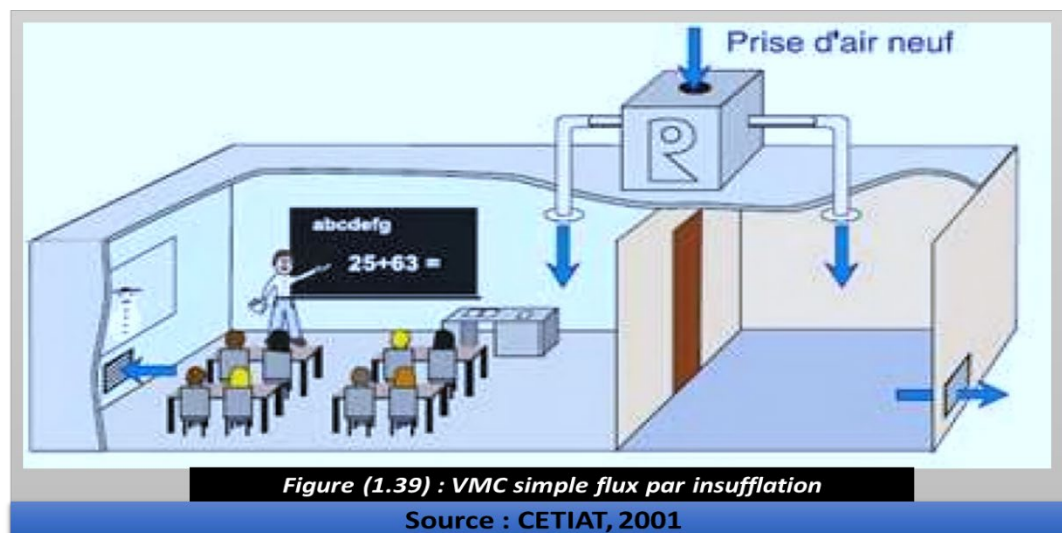 Prise d'air neuf
R
abcdefg
25+63 =
Figure (1.39) : VMC simple flux par insufflation
Source : CETIAT, 2001